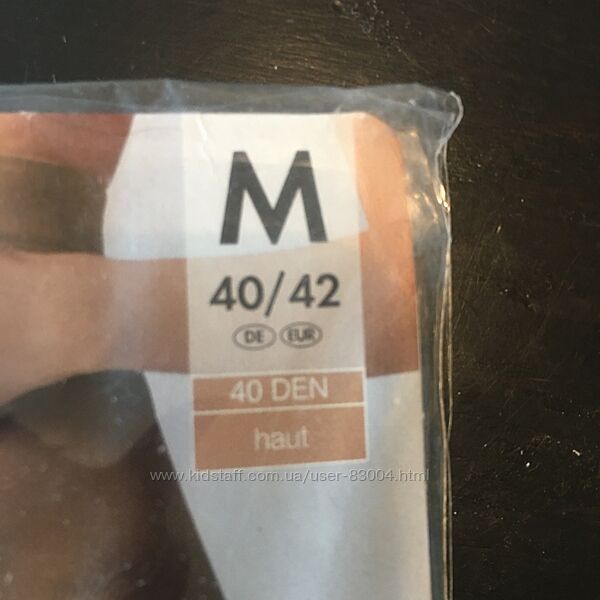 M
40/42
DE EUR
40 DEN
haut
www.kidstaff.com.ua/user-83004.html